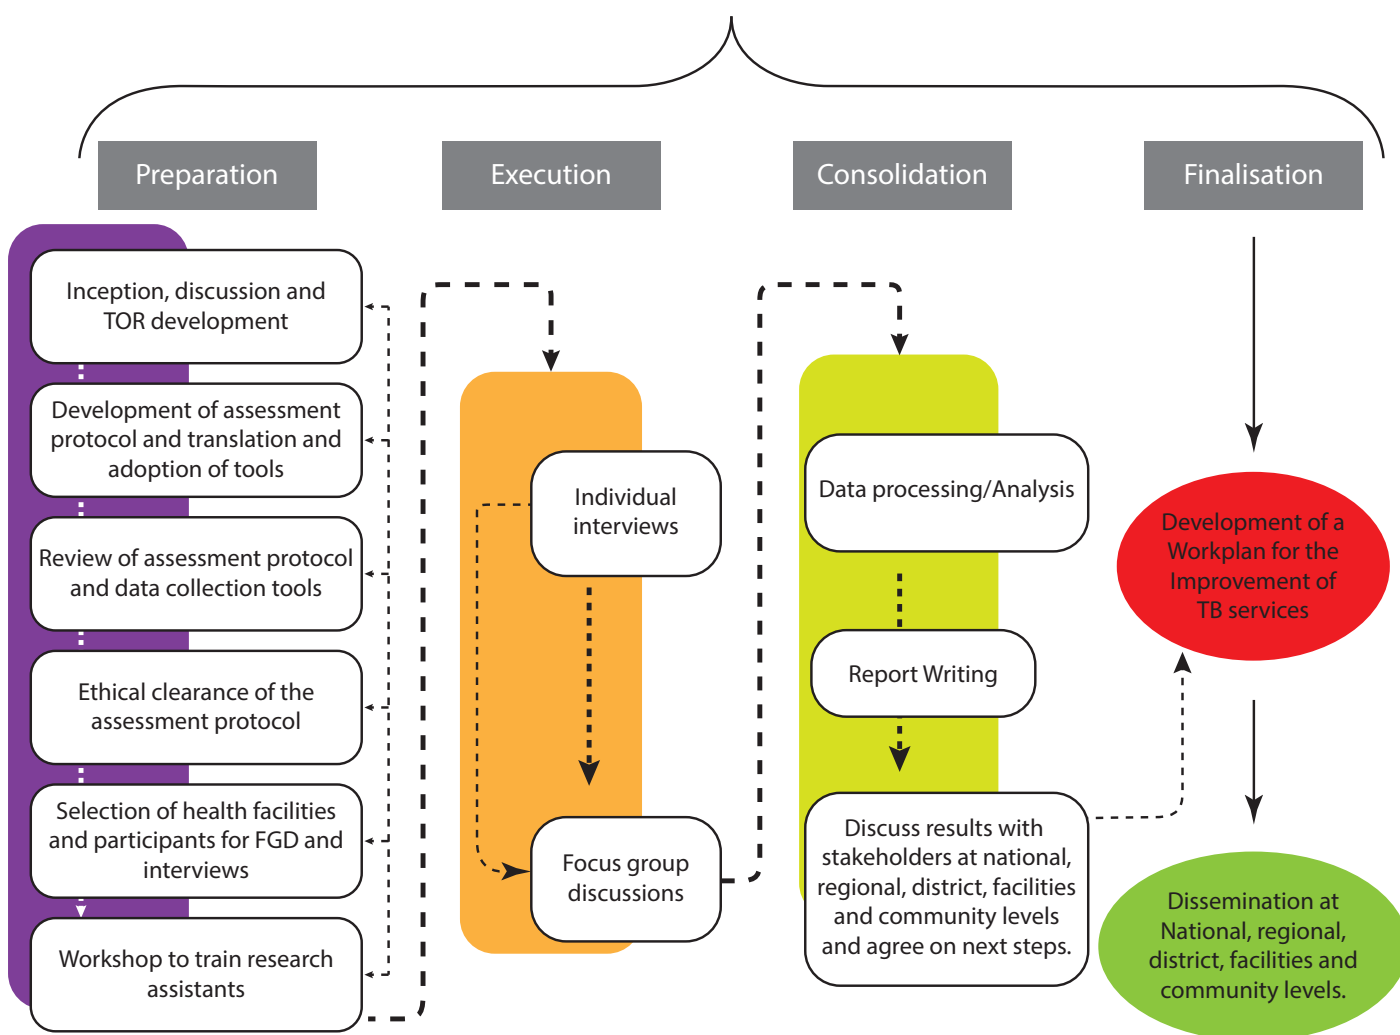 Preparation
Execution
Consolidation
Finalisation
Inception, discussion and
TOR development
Development of assessment
protocol and translation and
adoption of tools
Review of assessment protocol
and data collection tools
Ethical clearance of the
assessment protocol
Selection of health facilities
and participants for FGD and
interviews
Workshop to train research
assistants
Individual
interviews
Focus group
discussions
Data processing/Analysis
Report Writing
Discuss results with
stakeholders at national,
regional, district, facilities
and community levels
and agree on next steps.
Development of a
Workplan for the
Improvement of
TB services
Dissemination at
National, regional,
district, facilities and
community levels.